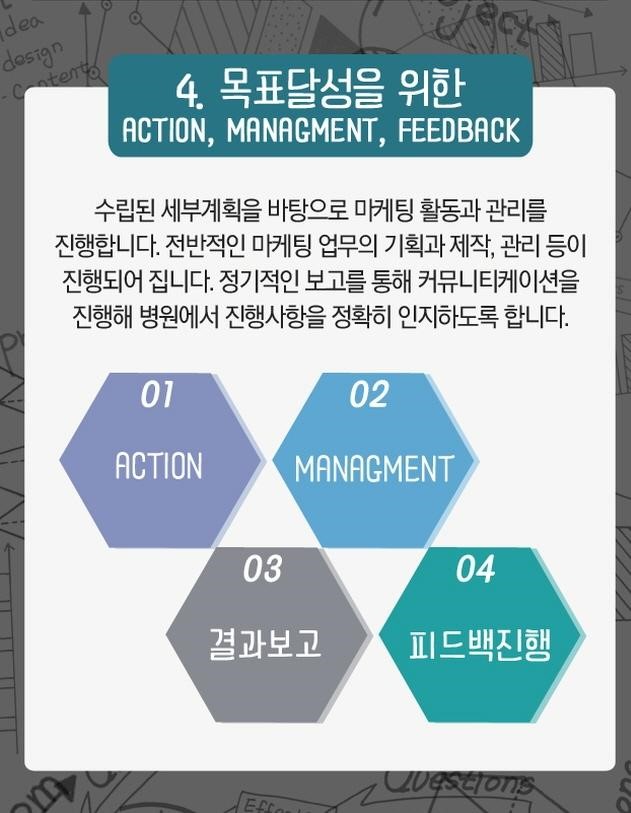 Idea
design
- Content
Project
4. 목표달성을 위한
ACTION, MANAGMENT, FEEDBACK
수립된 세부계획을 바탕으로 마케팅 활동과 관리를
진행합니다. 전반적인 마케팅 업무의 기획과 제작, 관리 등이
진행되어 집니다. 정기적인 보고를 통해 커뮤니티케이션을
진행해 병원에서 진행사항을 정확히 인지하도록 합니다.
01
ACTION
02
MANAGMENT
03
결과보고
04
피드백진행
Questions